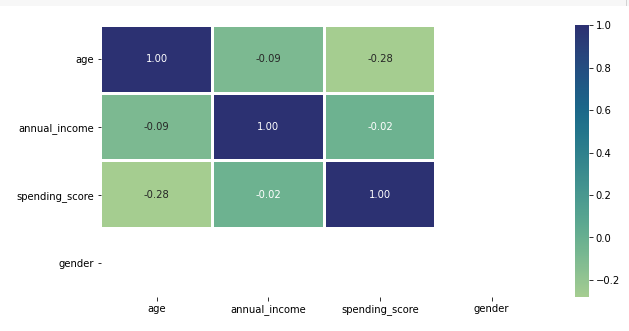 age 1.00 -0.09 -0.28
annual_income -0.09 1.00 -0.02
spending_score -0.28 -0.02 1.00
gender
age annual_income spending_score gender
1.0
0.8
0.6
0.4
0.2
0.0
−0.2